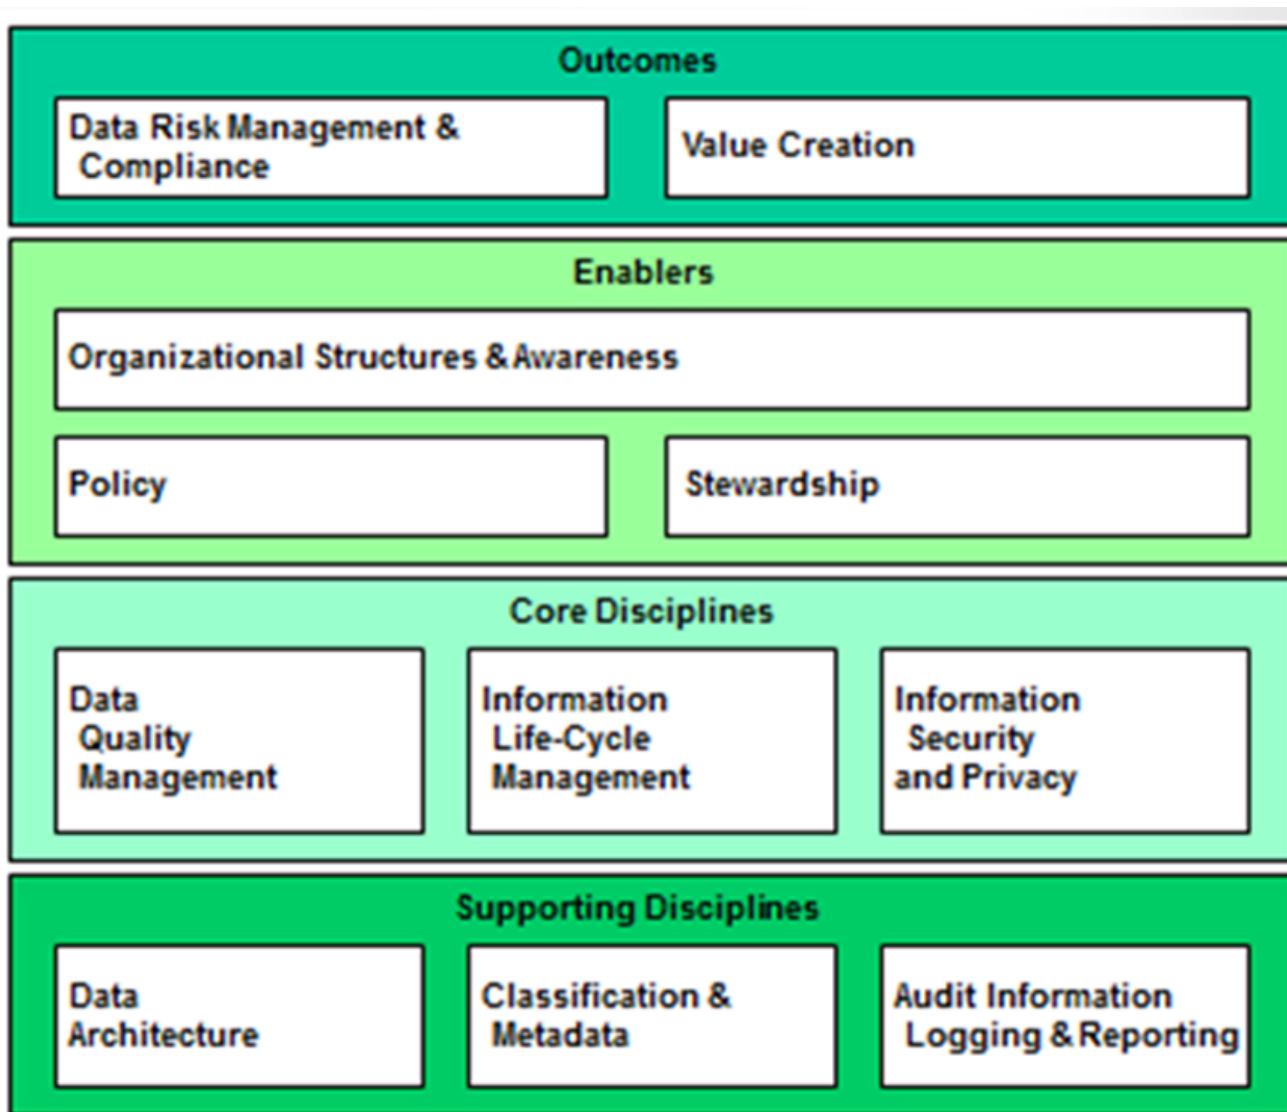 Outcomes
Data Risk Management &
Compliance
Value Creation
Enablers
Organizational Structures & Awareness
Policy
Stewardship
Core Disciplines
Data
Quality
Management
Information
Life-Cycle
Management
Information
Security
and Privacy
Supporting Disciplines
Data
Architecture
Classification &
Metadata
Audit Information
Logging & Reporting